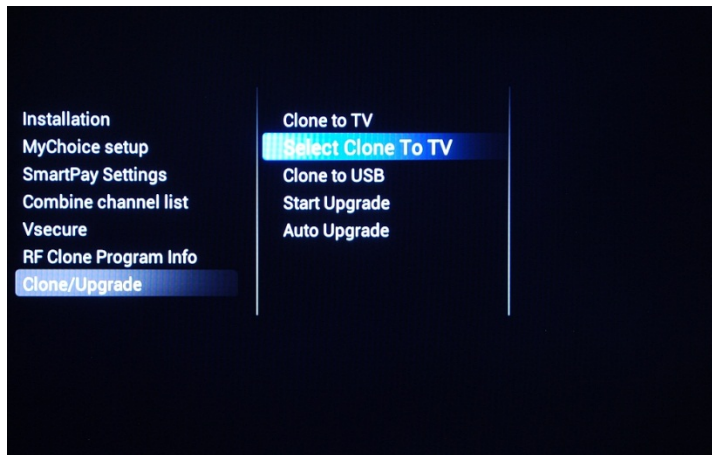 Installation
MyChoice setup
SmartPay Settings
Combine channel list
Vsecure
RF Clone Program Info
Clone/Upgrade
Clone to TV
Select Clone To TV
Clone to USB
Start Upgrade
Auto Upgrade